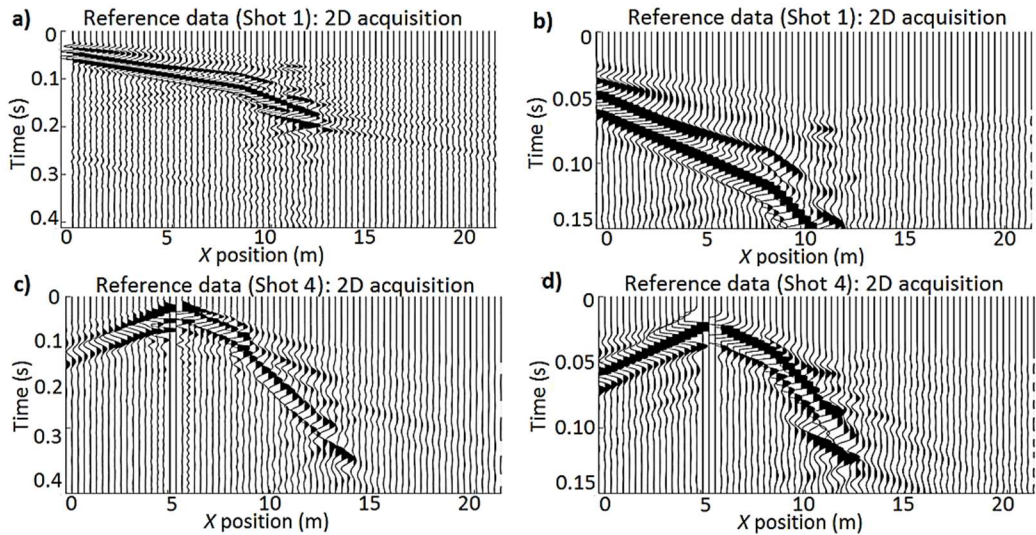 a)
Reference data (Shot 1): 2D acquisition
Time (s)
0
0.1
0.2
0.3
0.4
0 5 10 15 20
X position (m)
b)
Reference data (Shot 1): 2D acquisition
Time (s)
0
0.05
0.10
0.15
0 5 10 15 20
X position (m)
c)
Reference data (Shot 4): 2D acquisition
Time (s)
0
0.1
0.2
0.3
0.4
0 5 10 15 20
X position (m)
d)
Reference data (Shot 4): 2D acquisition
Time (s)
0
0.05
0.10
0.15
0 5 10 15 20
X position (m)